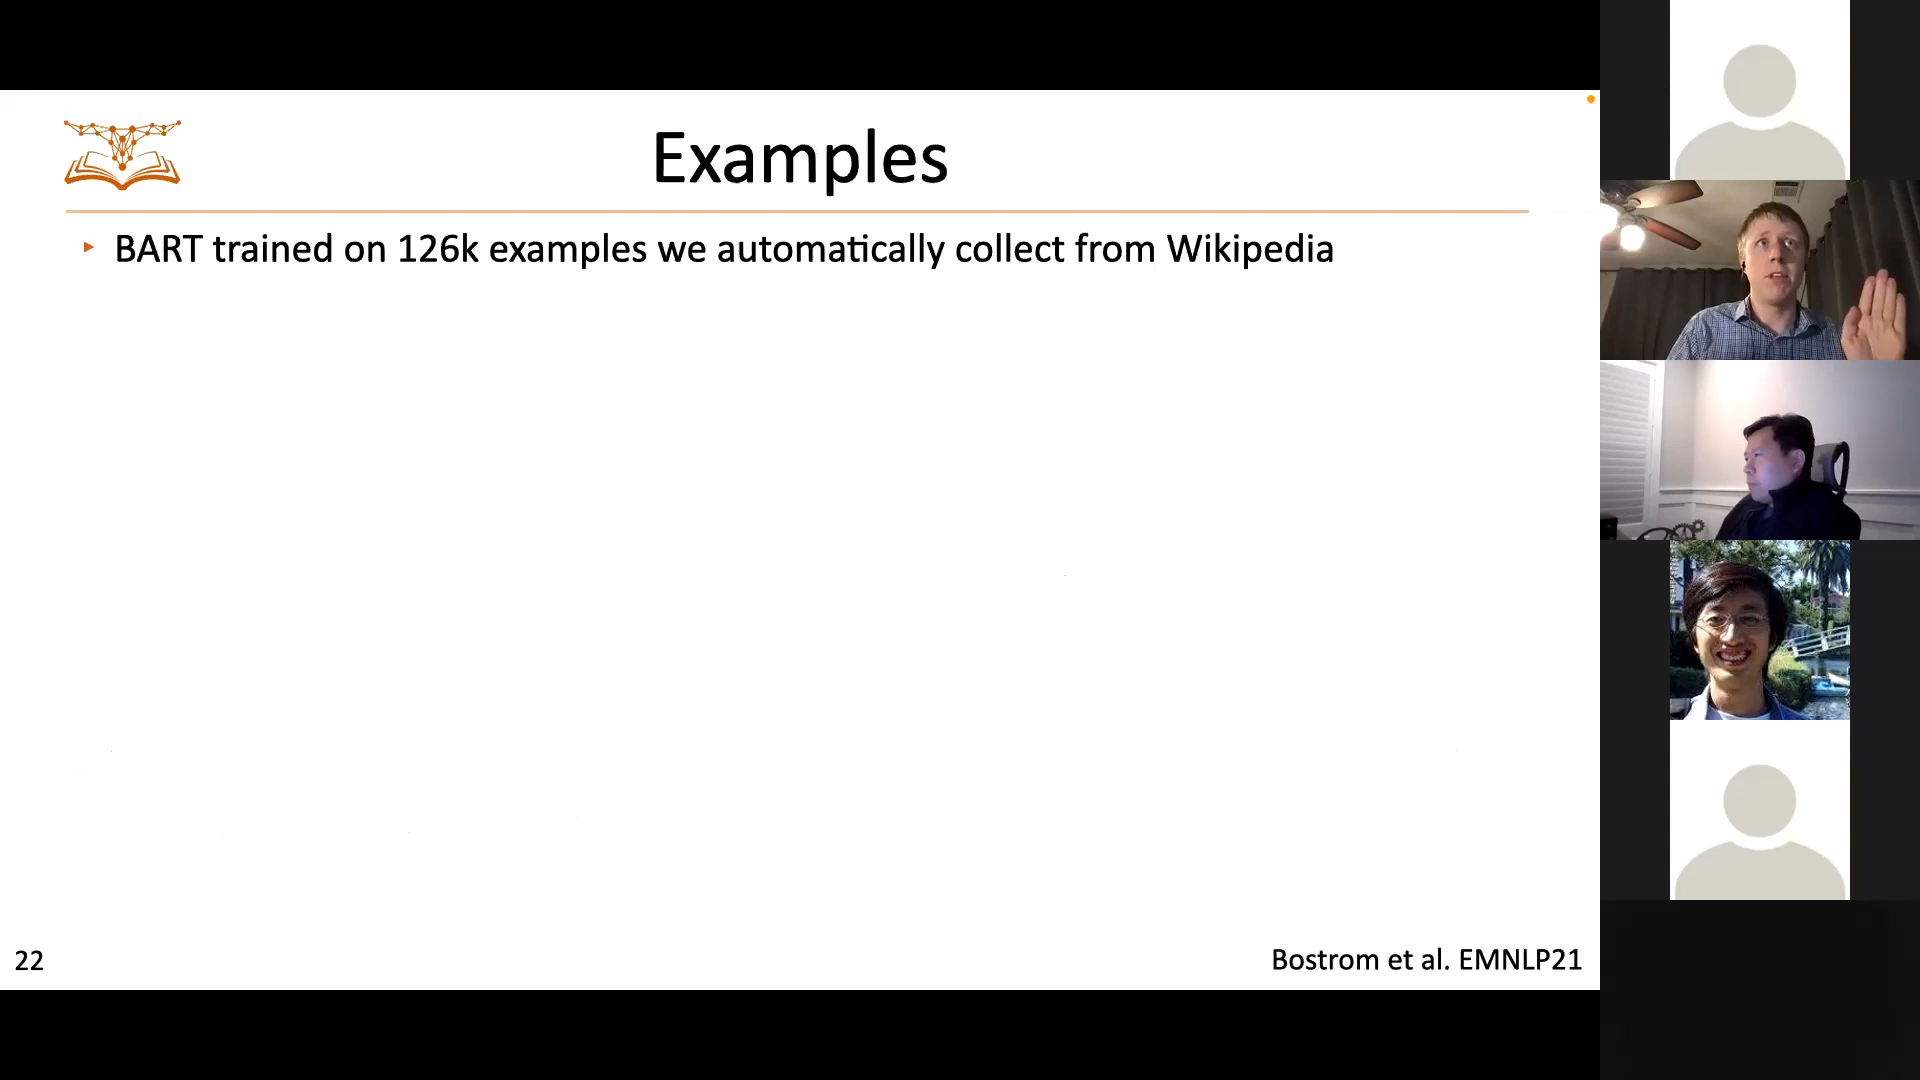 Examples
‣ BART trained on 126k examples we automatically collect from Wikipedia
22
Bostrom et al. EMNLP21